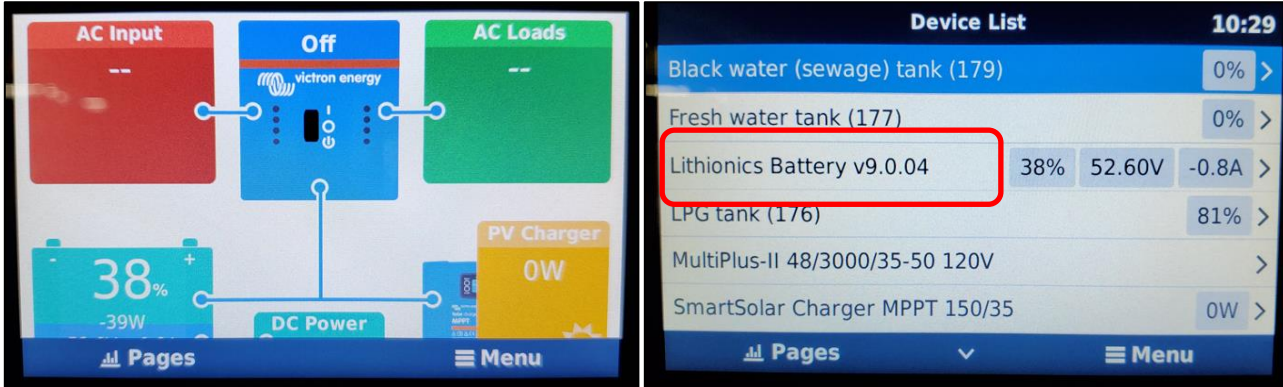 AC Input
--
Off
victron energy
AC Loads
--
38%
-39W
DC Power
PV Charger
0W
MPPT
Pages
Menu
Device List
10:29
Black water (sewage) tank (179)
0%
Fresh water tank (177)
0%
Lithionics Battery v9.0.04
38% 52.60V -0.8A
LPG tank (176)
81%
MultiPlus-II 48/3000/35-50 120V
SmartSolar Charger MPPT 150/35
0W
Pages
Menu